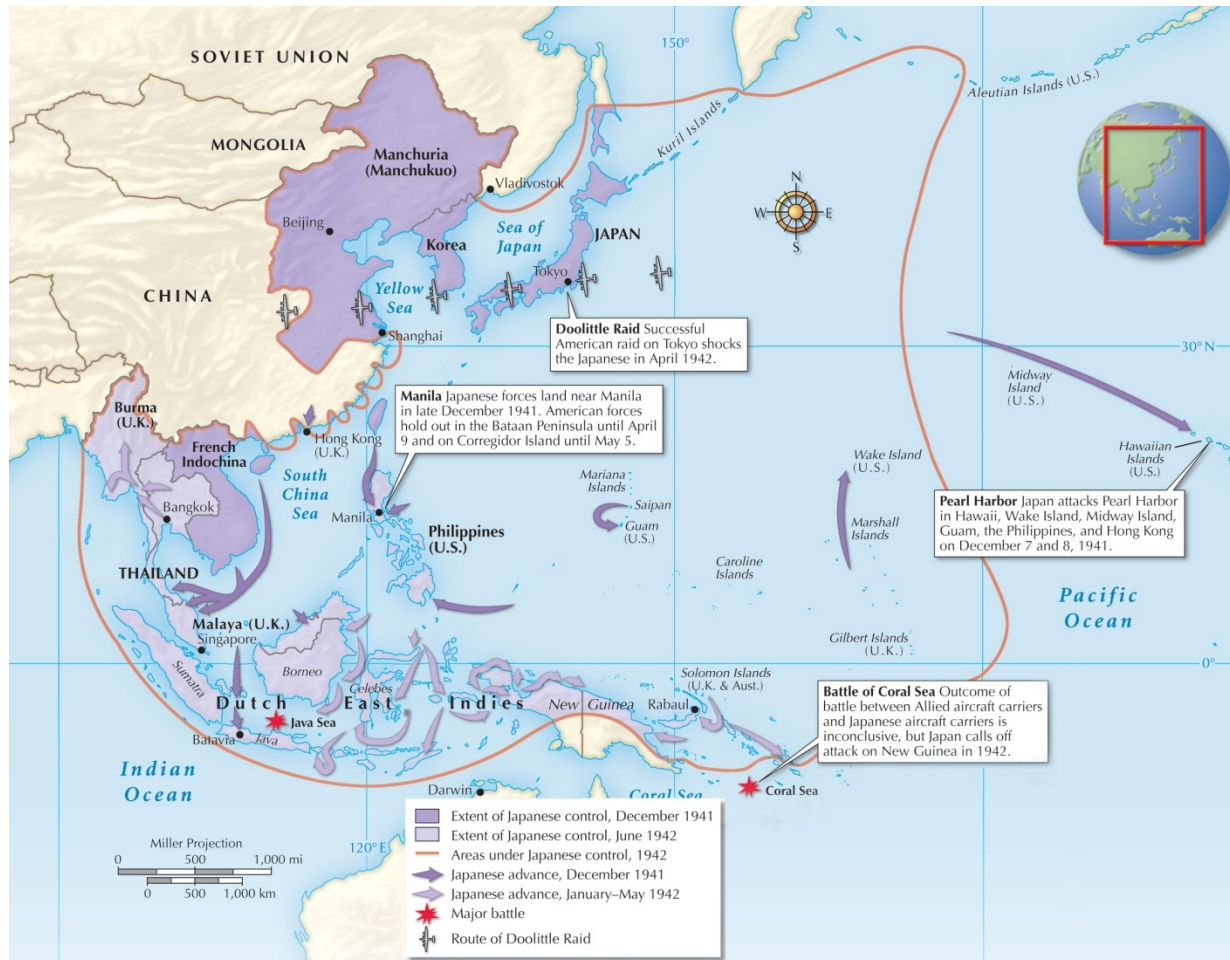 SOVIET UNION
150°
Aleutian Islands (U.S.)
MONGOLIA
Manchuria
(Manchukuo)
Kuril Islands
Vladivostok
N
W
E
S
Beijing
Sea of
Japan
JAPAN
Korea
Tokyo
CHINA
Yellow
Sea
Shanghai
Doolittle Raid Successful
American raid on Tokyo shocks
the Japanese in April 1942.
30°N
Midway
Island
(U.S.)
Burma
(U.K.)
Manila Japanese forces land near Manila
in late December 1941. American forces
hold out in the Bataan Peninsula until April
9 and on Corregidor Island until May 5.
French
Indochina
Hong Kong
(U.K.)
Hawaiian
Islands
(U.S.)
South
China
Sea
Mariana
Islands
Wake Island
(U.S.)
Saipan
Bangkok
Manila
Guam
(U.S.)
Philippines
(U.S.)
Marshall
Islands
Pearl Harbor Japan attacks Pearl Harbor
in Hawaii, Wake Island, Midway Island,
Guam, the Philippines, and Hong Kong
on December 7 and 8, 1941.
THAILAND
Caroline
Islands
Pacific
Ocean
Malaya (U.K.)
Singapore
Gilbert Islands
(U.K.)
0°
Sumatra
Borneo
Celebes
Solomon Islands
(U.K. & Aust.)
Dutch East Indies
New Guinea
Rabaul
Battle of Coral Sea Outcome of
battle between Allied aircraft carriers
and Japanese aircraft carriers is
inconclusive, but Japan calls off
attack on New Guinea in 1942.
Java Sea
Batavia
Java
Indian
Ocean
Darwin
Coral Sea
Coral Sea
Miller Projection
0 500 1,000 mi
0 500 1,000 km
120°E
Extent of Japanese control, December 1941
Extent of Japanese control, June 1942
Areas under Japanese control, 1942
Japanese advance, December 1941
Japanese advance, January–May 1942
Major battle
Route of Doolittle Raid